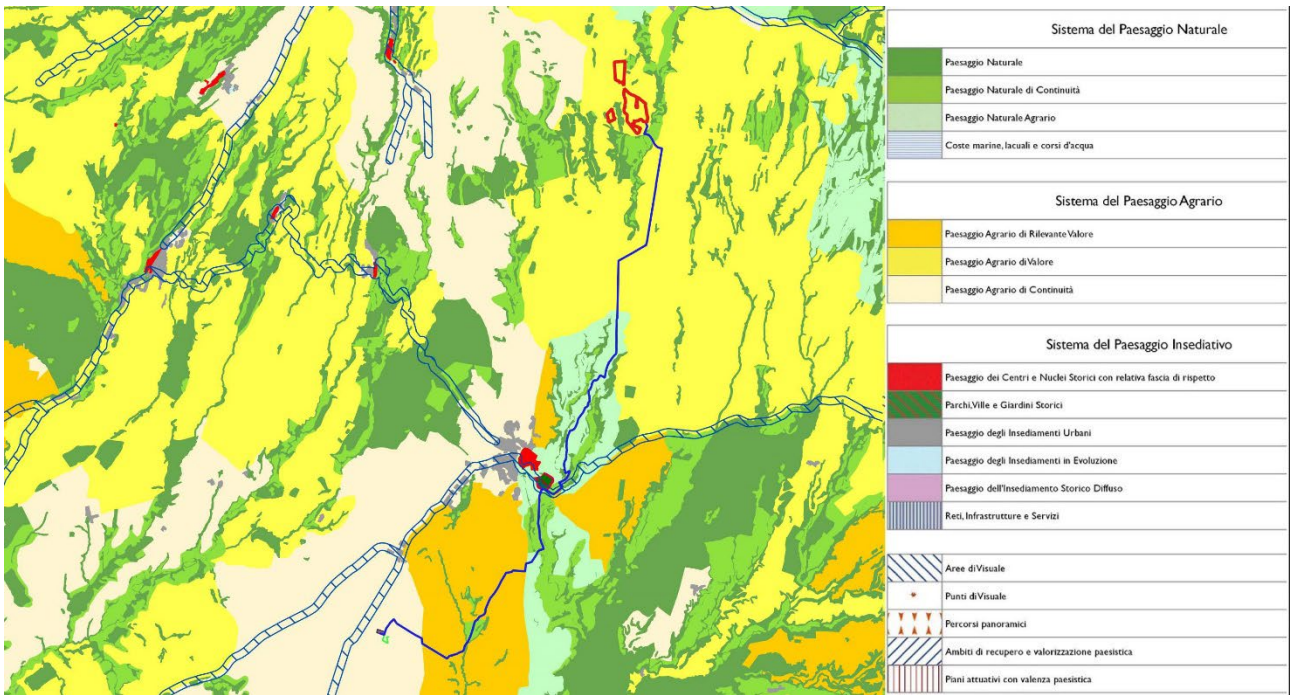 Sistema del Paesaggio Naturale
Paesaggio Naturale
Paesaggio Naturale di Continuità
Paesaggio Naturale Agrario
Coste marine, lacuali e corsi d'acqua
Sistema del Paesaggio Agrario
Paesaggio Agrario di Rilevante Valore
Paesaggio Agrario di Valore
Paesaggio Agrario di Continuità
Sistema del Paesaggio Insediativo
Paesaggio dei Centri e Nuclei Storici con relativa fascia di rispetto
Parchi, Ville e Giardini Storici
Paesaggio degli Insediamenti Urbani
Paesaggio degli Insediamenti in Evoluzione
Paesaggio dell'Insediamento Storico Diffuso
Reti, Infrastrutture e Servizi
Aree di Visuale
Punti di Visuale
Percorsi panoramici
Ambiti di recupero e valorizzazione paesistica
Piani attuativi con valenza paesistica